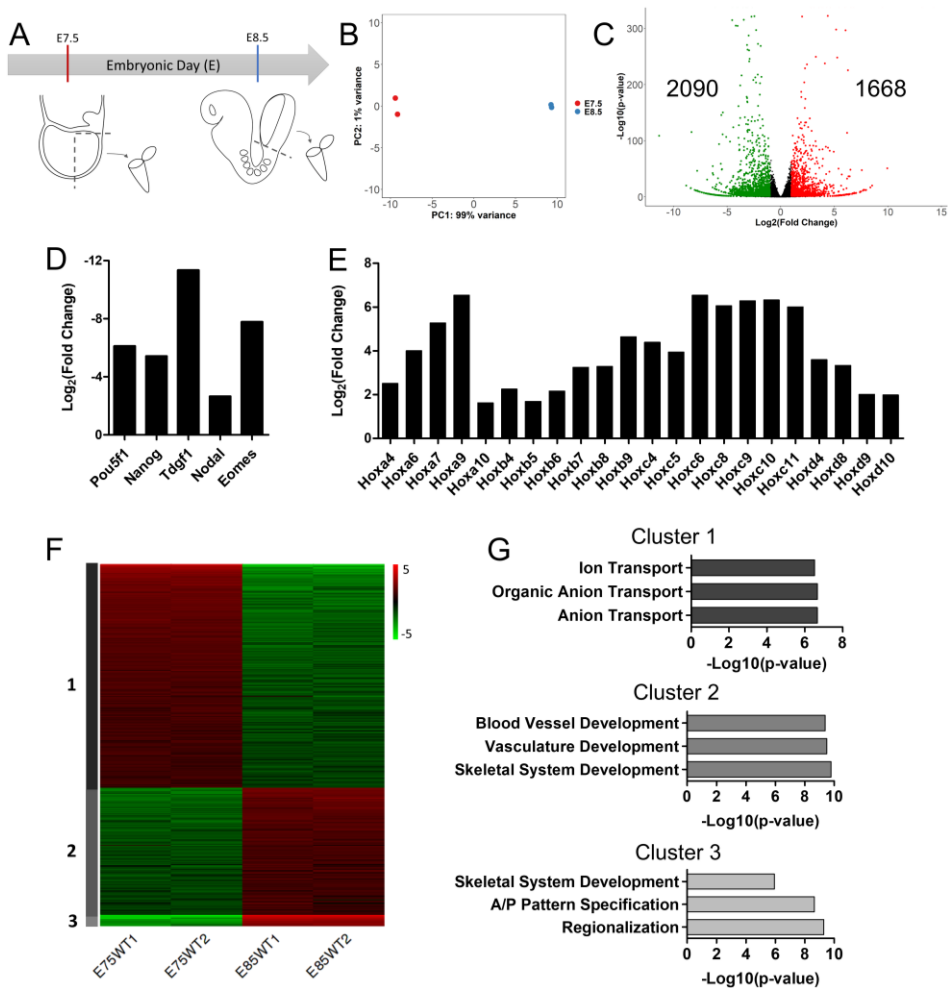 A
E7.5
E8.5
Embryonic Day (E)
B
10
5
0
-5
-10
PC2: 1% variance
-10
-5
0
5
10
PC1: 99% variance
E7.5
E8.5
C
300
200
100
0
-Log10(p-value)
2090
1668
-10
-5
0
5
10
15
Log2(Fold Change)
D
-12
-8
-4
0
Log2(Fold Change)
Pou5f1
Nanog
Tdgf1
Nodal
Eomes
E
8
6
4
2
0
Log2(Fold Change)
Hoxa4
Hoxa6
Hoxa7
Hoxa9
Hoxa10
Hoxb4
Hoxb5
Hoxb6
Hoxb7
Hoxb8
Hoxb9
Hoxc4
Hoxc5
Hoxc6
Hoxc8
Hoxc9
Hoxc10
Hoxc11
Hoxd4
Hoxd8
Hoxd9
Hoxd10
F
5
-5
1
2
3
E75WT1
E75WT2
E85WT1
E85WT2
G
Cluster 1
Ion Transport
Organic Anion Transport
Anion Transport
0 2 4 6 8
-Log10(p-value)
Cluster 2
Blood Vessel Development
Vasculature Development
Skeletal System Development
0 2 4 6 8 10
-Log10(p-value)
Cluster 3
Skeletal System Development
A/P Pattern Specification
Regionalization
0 2 4 6 8 10
-Log10(p-value)